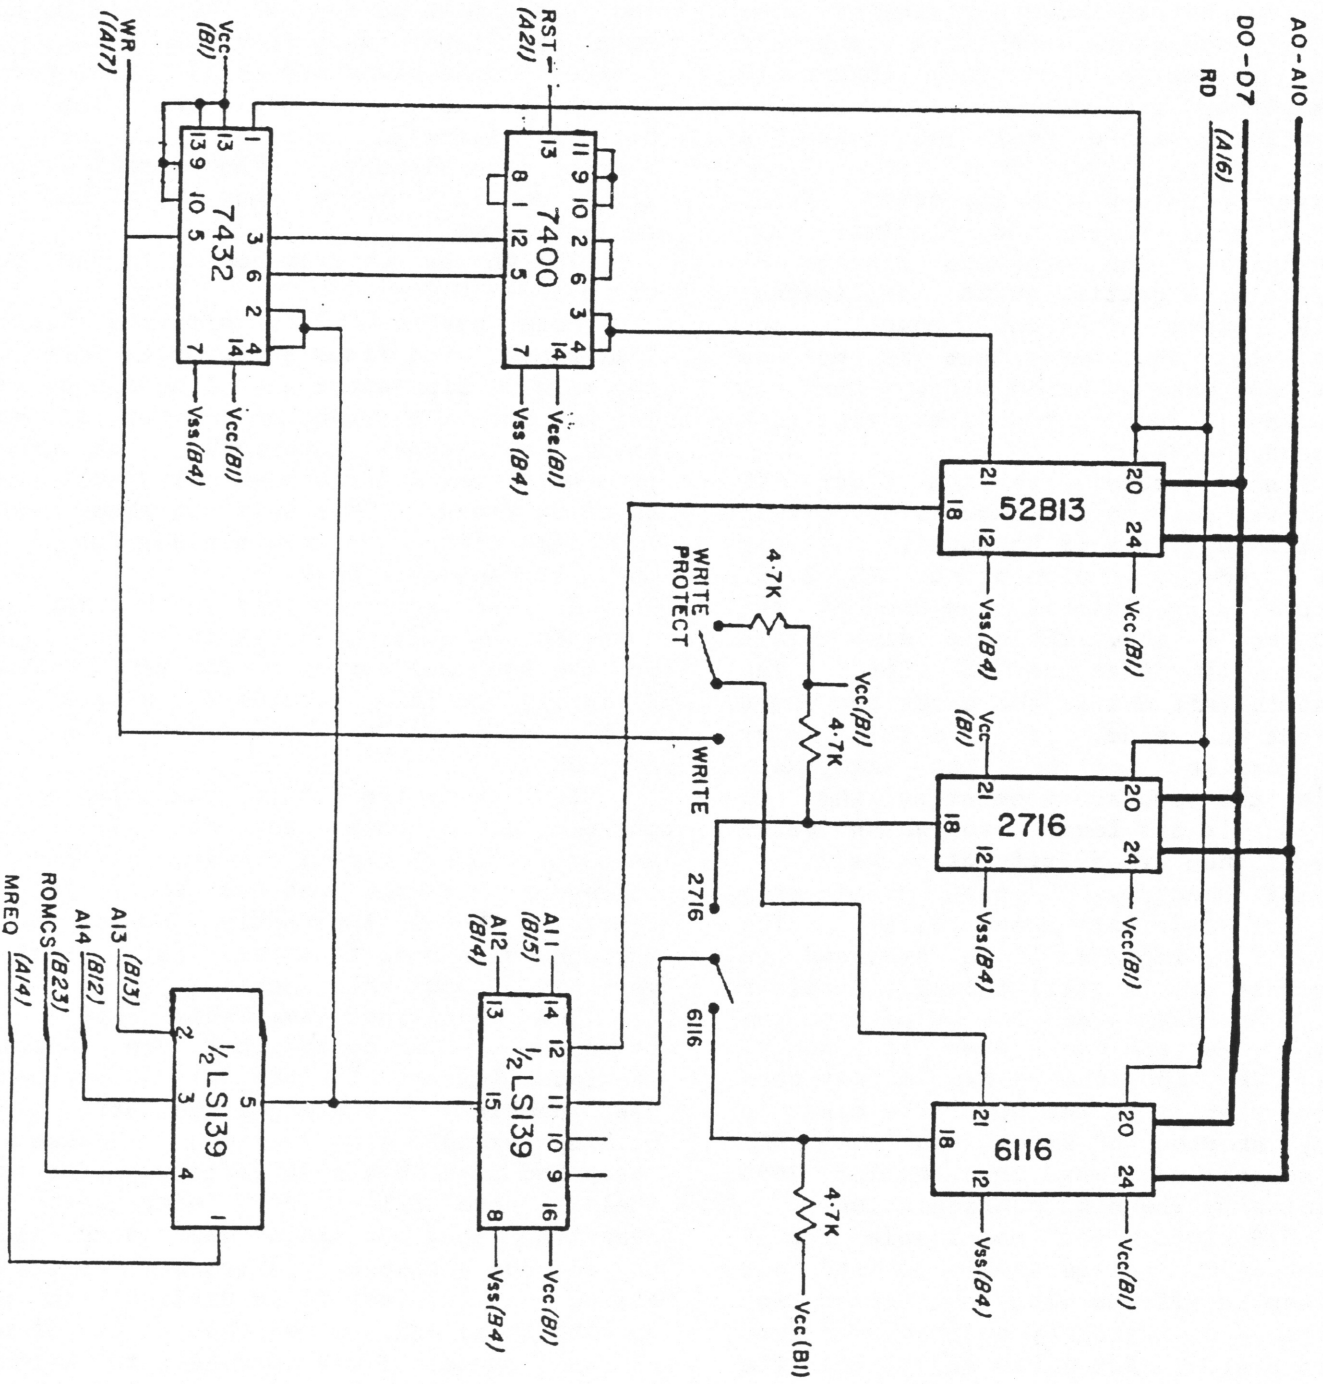 A0-A10
D0-D7
RD (A16)
RST (A21)
Vcc (B1)
WR ((A17)
1
13
13
9
10
5
3
6
2
4
14
7
7432
Vcc(B1)
Vss(B4)
13
11
9
10
8
1
2
6
12
5
3
4
14
7
7400
Vcc(B1)
Vss(B4)
20
21
18
12
24
52B13
Vss(B4)
Vcc(B1)
WRITE PROTECT
4.7K
Vcc(B1)
4.7K
WRITE
Vcc (B1)
20
21
18
12
24
2716
Vss(B4)
Vcc(B1)
2716
6116
20
21
18
12
24
6116
Vss(B4)
Vcc(B1)
4.7K
Vcc(B1)
A11 (B15)
A12 (B14)
14
13
12
11
15
10
9
16
8
½LS139
Vcc(B1)
Vss(B4)
A13 (B13)
A14 (B12)
ROMCS (B23)
MREQ (A14)
2
3
4
1
5
½LS139